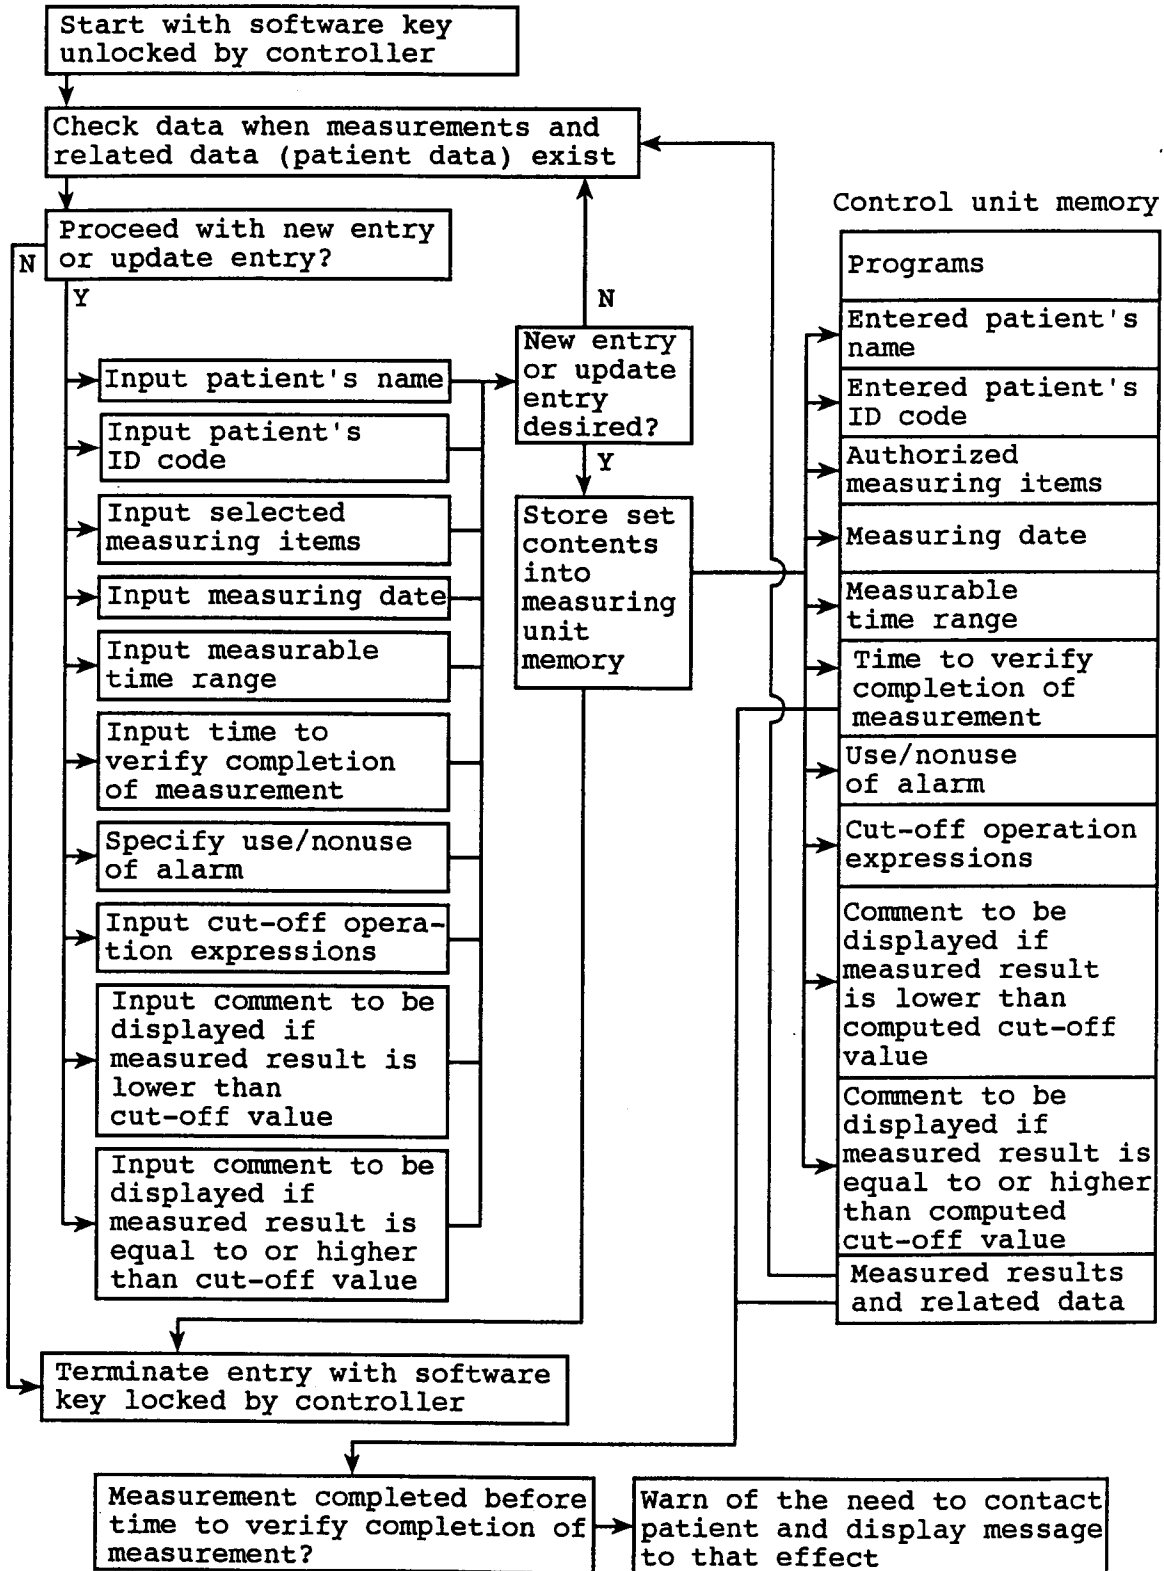 Start with software key
unlocked by controller
Check data when measurements and
related data (patient data) exist
Proceed with new entry
or update entry?
N
Y
Input patient's name
Input patient's
ID code
Input selected
measuring items
Input measuring date
Input measurable
time range
Input time to
verify completion
of measurement
Specify use/nonuse
of alarm
Input cut-off opera-
tion expressions
Input comment to be
displayed if
measured result is
lower than
cut-off value
Input comment to be
displayed if
measured result is
equal to or higher
than cut-off value
N
New entry
or update
entry
desired?
Y
Store set
contents
into
measuring
unit
memory
Control unit memory
Programs
Entered patient's
name
Entered patient's
ID code
Authorized
measuring items
Measuring date
Measurable
time range
Time to verify
completion of
measurement
Use/nonuse
of alarm
Cut-off operation
expressions
Comment to be
displayed if
measured result
is lower than
computed cut-off
value
Comment to be
displayed if
measured result is
equal to or higher
than computed
cut-off value
Measured results
and related data
Terminate entry with software
key locked by controller
Measurement completed before
time to verify completion of
measurement?
Warn of the need to contact
patient and display message
to that effect